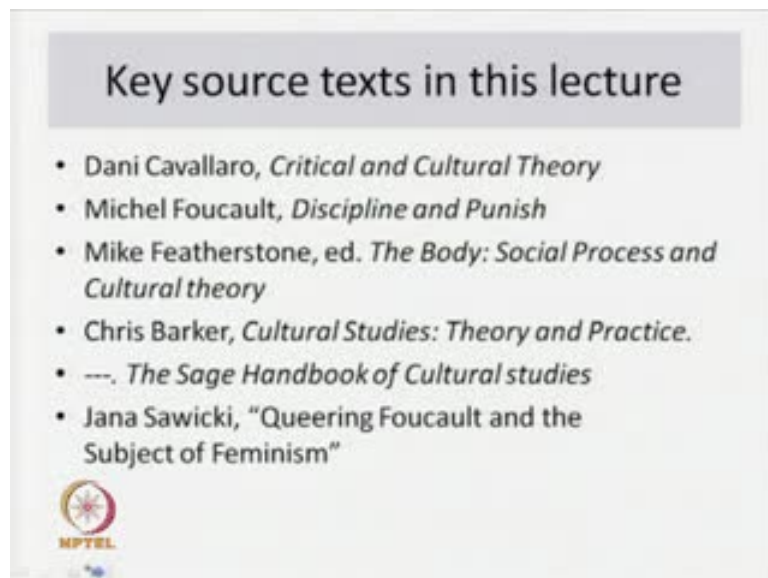 Key source texts in this lecture
• Dani Cavallaro, Critical and Cultural Theory
• Michel Foucault, Discipline and Punish
• Mike Featherstone, ed. The Body: Social Process and
Cultural theory
• Chris Barker, Cultural Studies: Theory and Practice.
• ---. The Sage Handbook of Cultural studies
• Jana Sawicki, “Queering Foucault and the
Subject of Feminism”
NPTEL